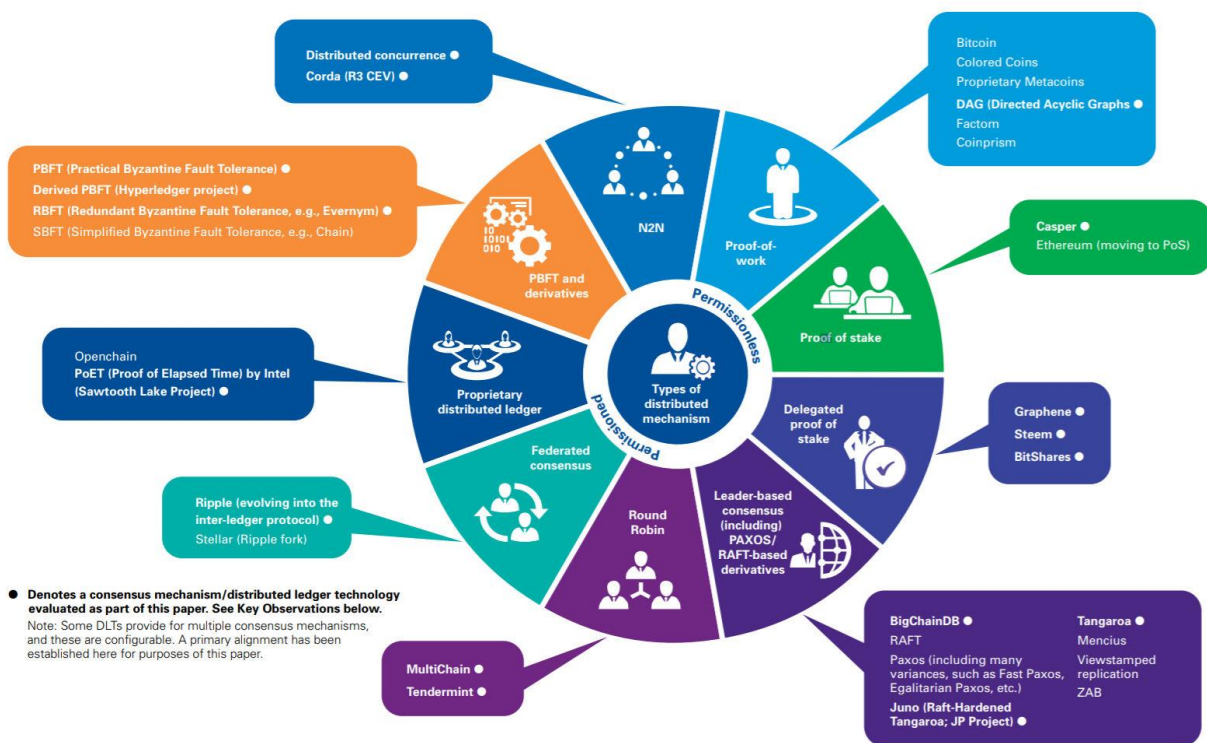 Distributed concurrence ●
Corda (R3 CEV) ●
Bitcoin
Colored Coins
Proprietary Metacoins
DAG (Directed Acyclic Graphs ●
Factom
Coinprism
PBFT (Practical Byzantine Fault Tolerance) ●
Derived PBFT (Hyperledger project) ●
RBFT (Redundant Byzantine Fault Tolerance, e.g., Evernym) ●
SBFT (Simplified Byzantine Fault Tolerance, e.g., Chain)
Casper ●
Ethereum (moving to PoS)
Openchain
PoET (Proof of Elapsed Time) by Intel
(Sawtooth Lake Project) ●
Graphene ●
Steem ●
BitShares ●
Ripple (evolving into the
inter-ledger protocol) ●
Stellar (Ripple fork)
MultiChain ●
Tendermint ●
BigChainDB ●
RAFT
Paxos (including many
variances, such as Fast Paxos,
Egalitarian Paxos, etc.)
Juno (Raft-Hardened
Tangaroa; JP Project) ●
Tangaroa ●
Mencius
Viewstamped
replication
ZAB
N2N
Proof-of-
work
Proof of stake
Delegated
proof of
stake
Leader-based
consensus
(including)
PAXOS/
RAFT-based
derivatives
Round
Robin
Federated
consensus
Proprietary
distributed ledger
10
10101
010
PBFT and
derivatives
Permissionless
Permissioned
Types of
distributed
mechanism
● Denotes a consensus mechanism/distributed ledger technology
evaluated as part of this paper. See Key Observations below.
Note: Some DLTs provide for multiple consensus mechanisms,
and these are configurable. A primary alignment has been
established here for purposes of this paper.